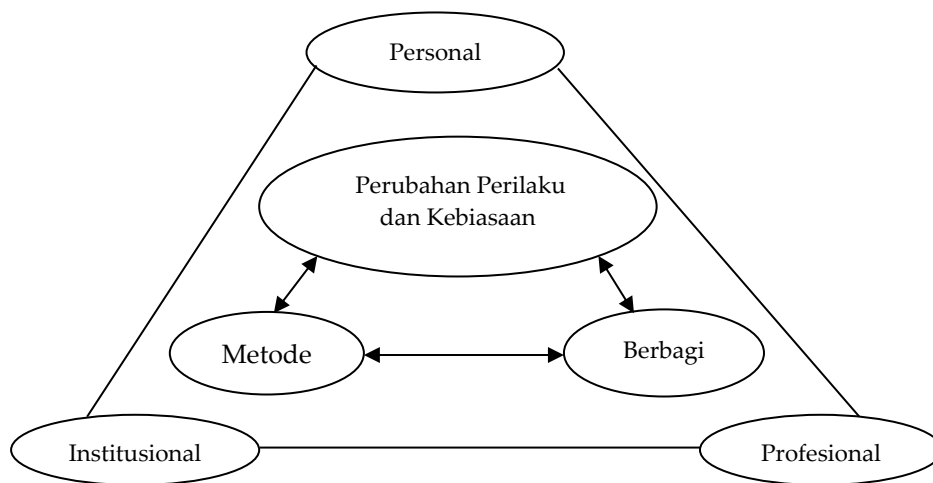 Personal
Perubahan Perilaku
dan Kebiasaan
Metode
Berbagi
Institusional
Profesional